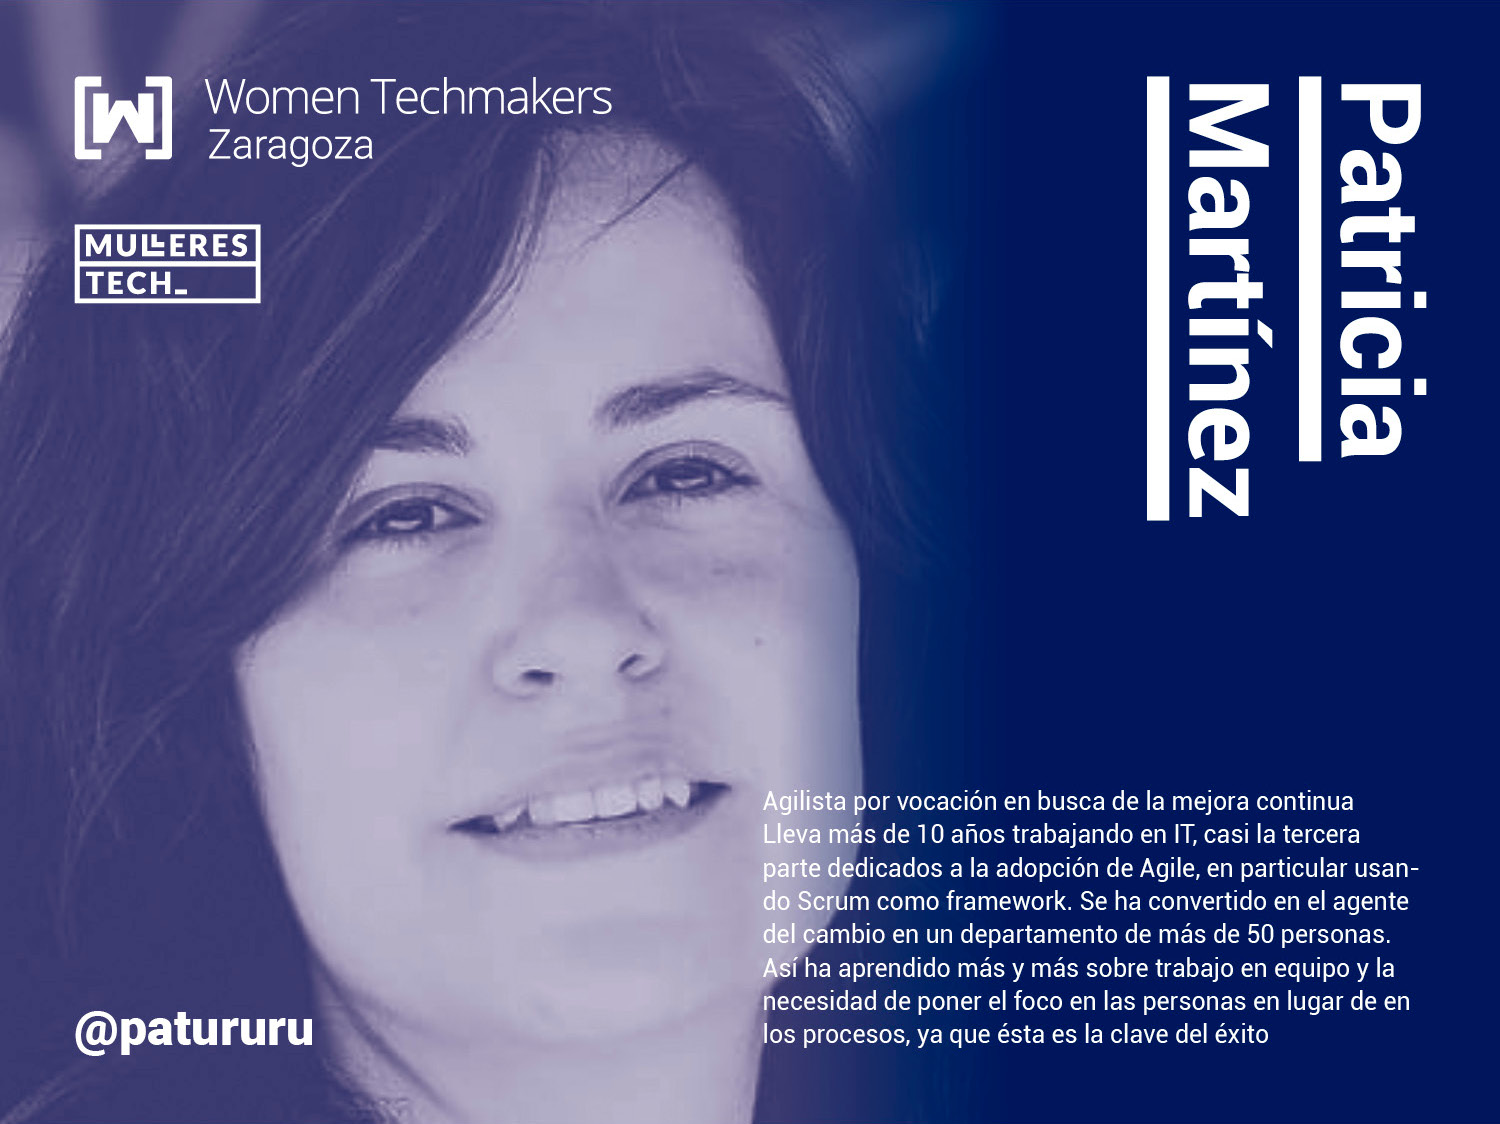 Women Techmakers
Zaragoza
MULLERES
TECH_
Patricia
Martínez
Agilista por vocación en busca de la mejora continua
Lleva más de 10 años trabajando en IT, casi la tercera
parte dedicados a la adopción de Agile, en particular usan-
do Scrum como framework. Se ha convertido en el agente
del cambio en un departamento de más de 50 personas.
Así ha aprendido más y más sobre trabajo en equipo y la
necesidad de poner el foco en las personas en lugar de en
los procesos, ya que ésta es la clave del éxito
@patururu